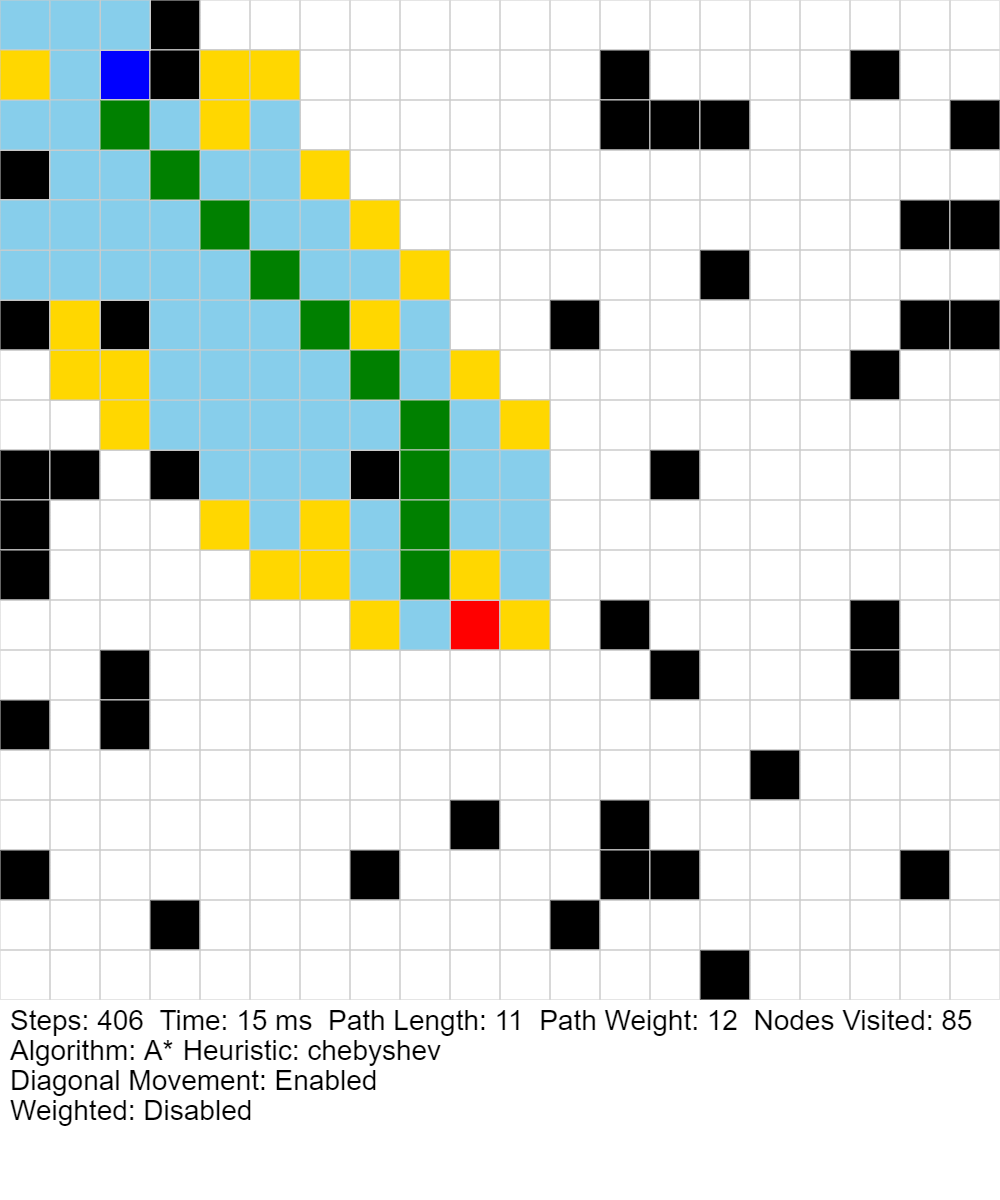 Steps: 406  Time: 15 ms  Path Length: 11  Path Weight: 12  Nodes Visited: 85
Algorithm: A* Heuristic: chebyshev
Diagonal Movement: Enabled
Weighted: Disabled